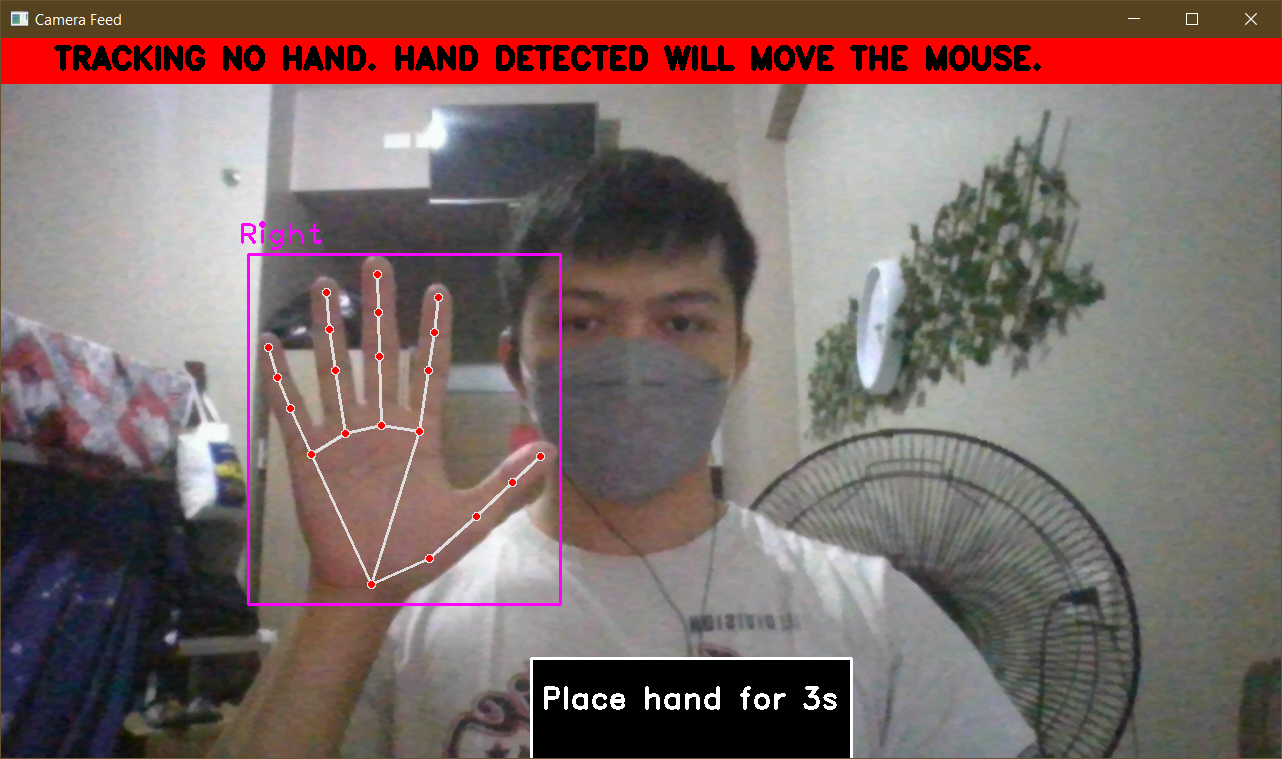 Camera Feed
TRACKING NO HAND. HAND DETECTED WILL MOVE THE MOUSE.
Right
Place hand for 3s